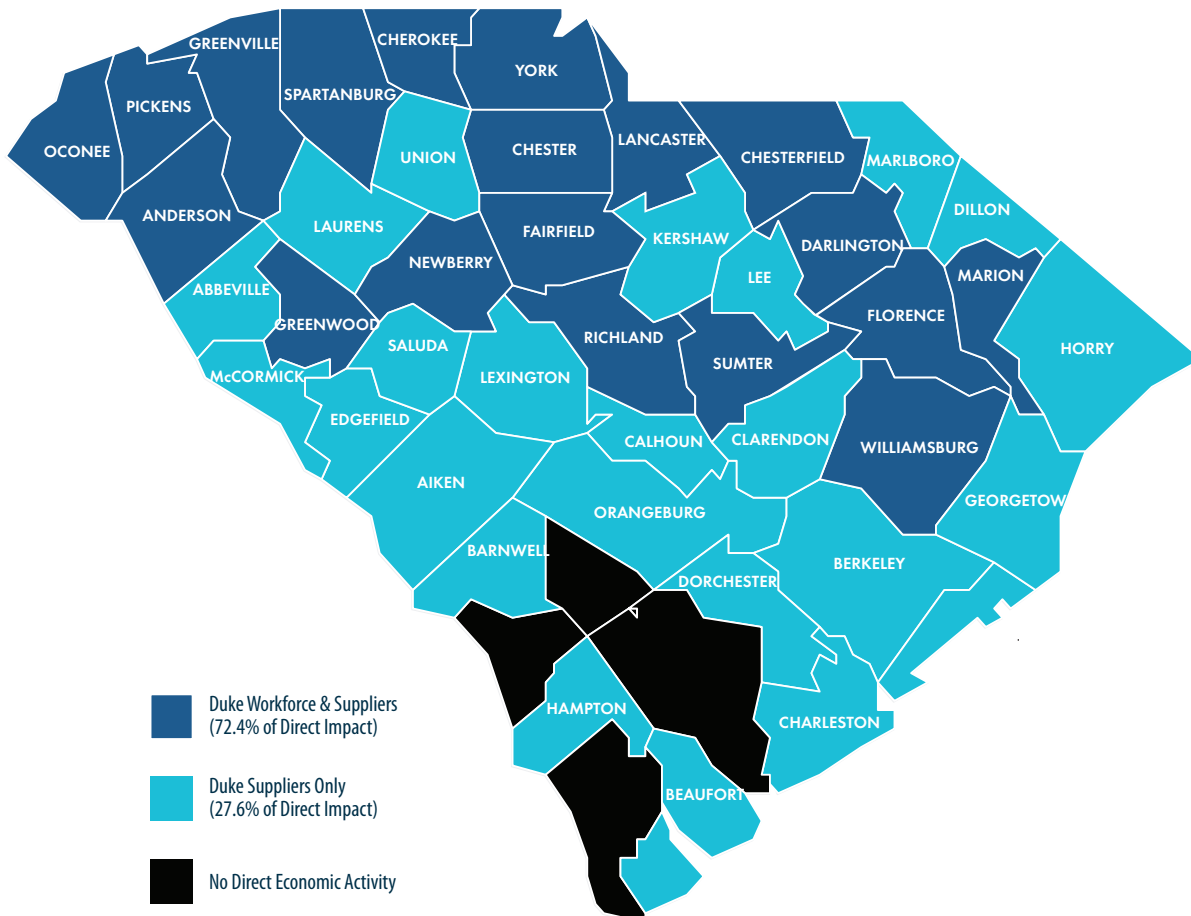 GREENVILLE
CHEROKEE
YORK
SPARTANBURG
PICKENS
OCONEE
UNION
CHESTER
LANCASTER
CHESTERFIELD
MARLBORO
ANDERSON
LAURENS
FAIRFIELD
KERSHAW
DARLINGTON
DILLON
NEWBERRY
LEE
MARION
ABBEVILLE
GREENWOOD
RICHLAND
FLORENCE
SALUDA
SUMTER
HORRY
McCORMICK
LEXINGTON
EDGEFIELD
CALHOUN
CLARENDON
WILLIAMSBURG
AIKEN
ORANGEBURG
GEORGETOW
BARNWELL
DORCHESTER
BERKELEY
HAMPTON
CHARLESTON
BEAUFORT
Duke Workforce & Suppliers
(72.4% of Direct Impact)
Duke Suppliers Only
(27.6% of Direct Impact)
No Direct Economic Activity